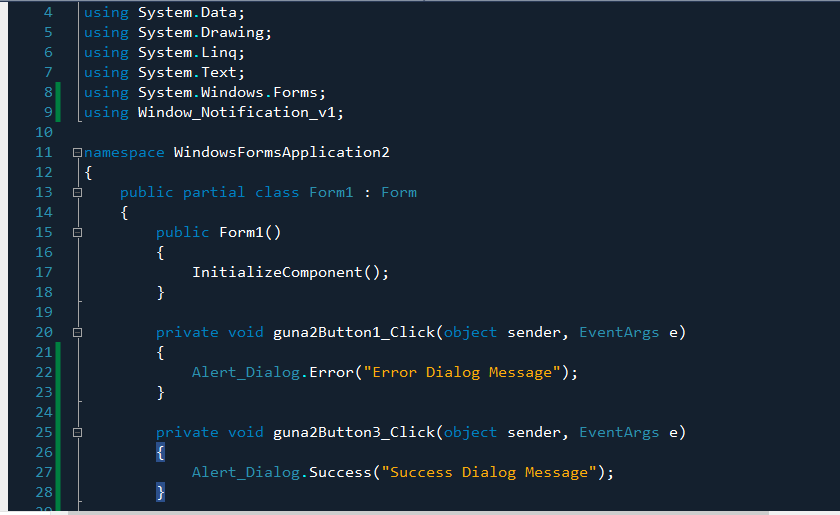 4 using System.Data;
5 using System.Drawing;
6 using System.Linq;
7 using System.Text;
8 using System.Windows.Forms;
9 using Window_Notification_v1;
10
11 namespace WindowsFormsApplication2
12 {
13     public partial class Form1 : Form
14     {
15         public Form1()
16         {
17             InitializeComponent();
18         }
19
20         private void guna2Button1_Click(object sender, EventArgs e)
21         {
22             Alert_Dialog.Error("Error Dialog Message");
23         }
24
25         private void guna2Button3_Click(object sender, EventArgs e)
26         {
27             Alert_Dialog.Success("Success Dialog Message");
28         }
29